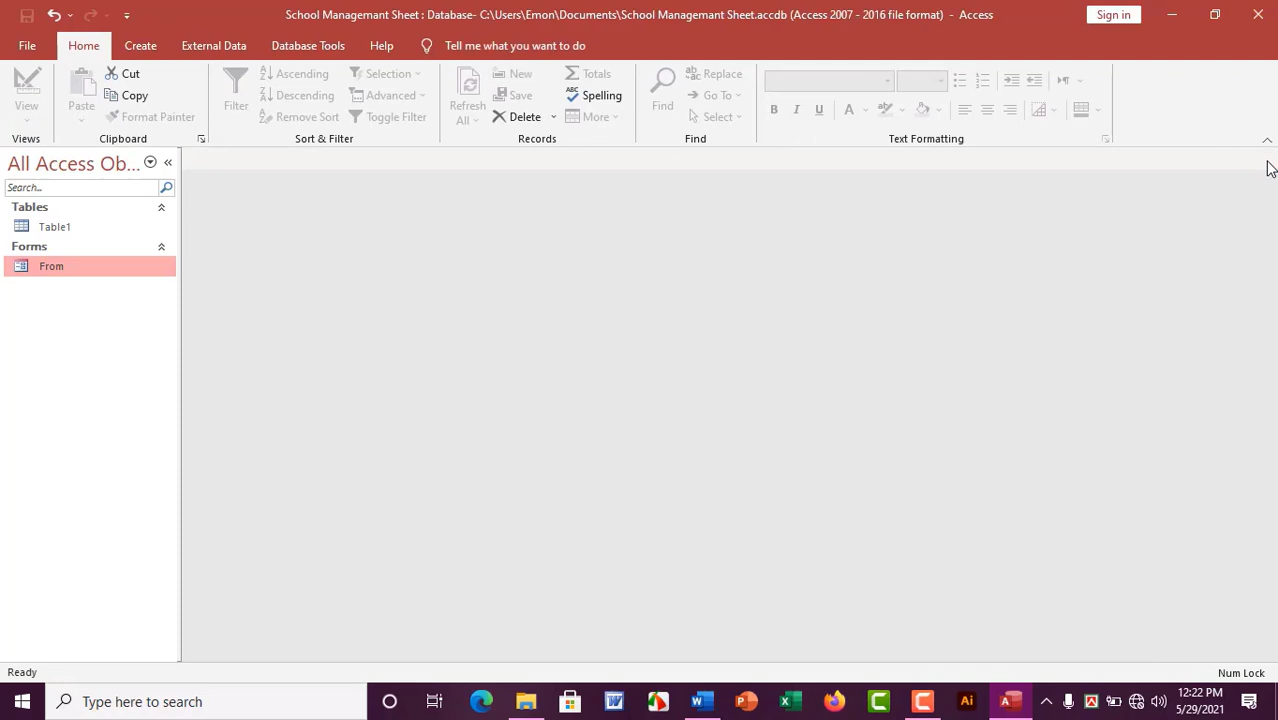 School Managemant Sheet : Database- C:\Users\Emon\Documents\School Managemant Sheet.accdb (Access 2007 - 2016 file format) - Access
Sign in
File Home Create External Data Database Tools Help Tell me what you want to do
View
Views
Paste
Cut
Copy
Format Painter
Clipboard
Filter
Ascending
Descending
Remove Sort
Selection
Advanced
Toggle Filter
Sort & Filter
Refresh
All
New
Save
Delete
Totals
Spelling
More
Records
Find
Replace
Go To
Select
Find
B I U A
Text Formatting
All Access Ob...
Search...
Tables
Table1
Forms
From
Ready
Num Lock
Type here to search
12:22 PM
5/29/2021